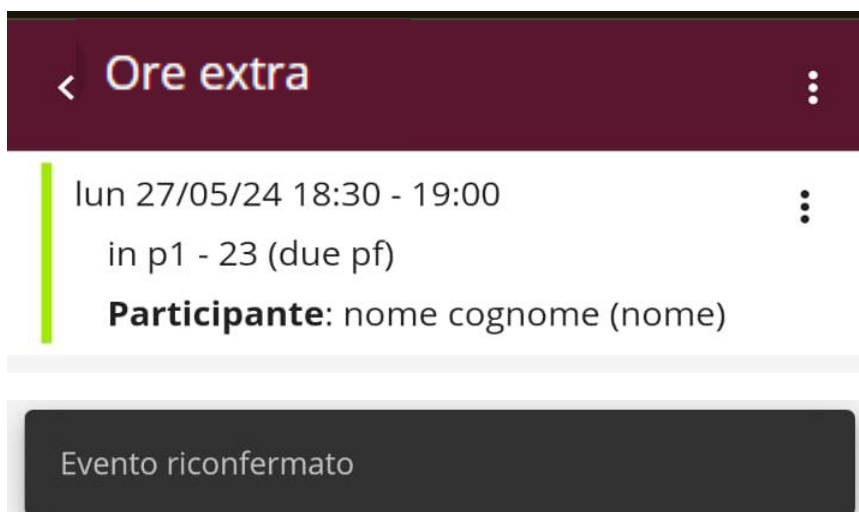 Ore extra
lun 27/05/24 18:30 - 19:00
in p1 - 23 (due pf)
Participante: nome cognome (nome)
Evento riconfermato